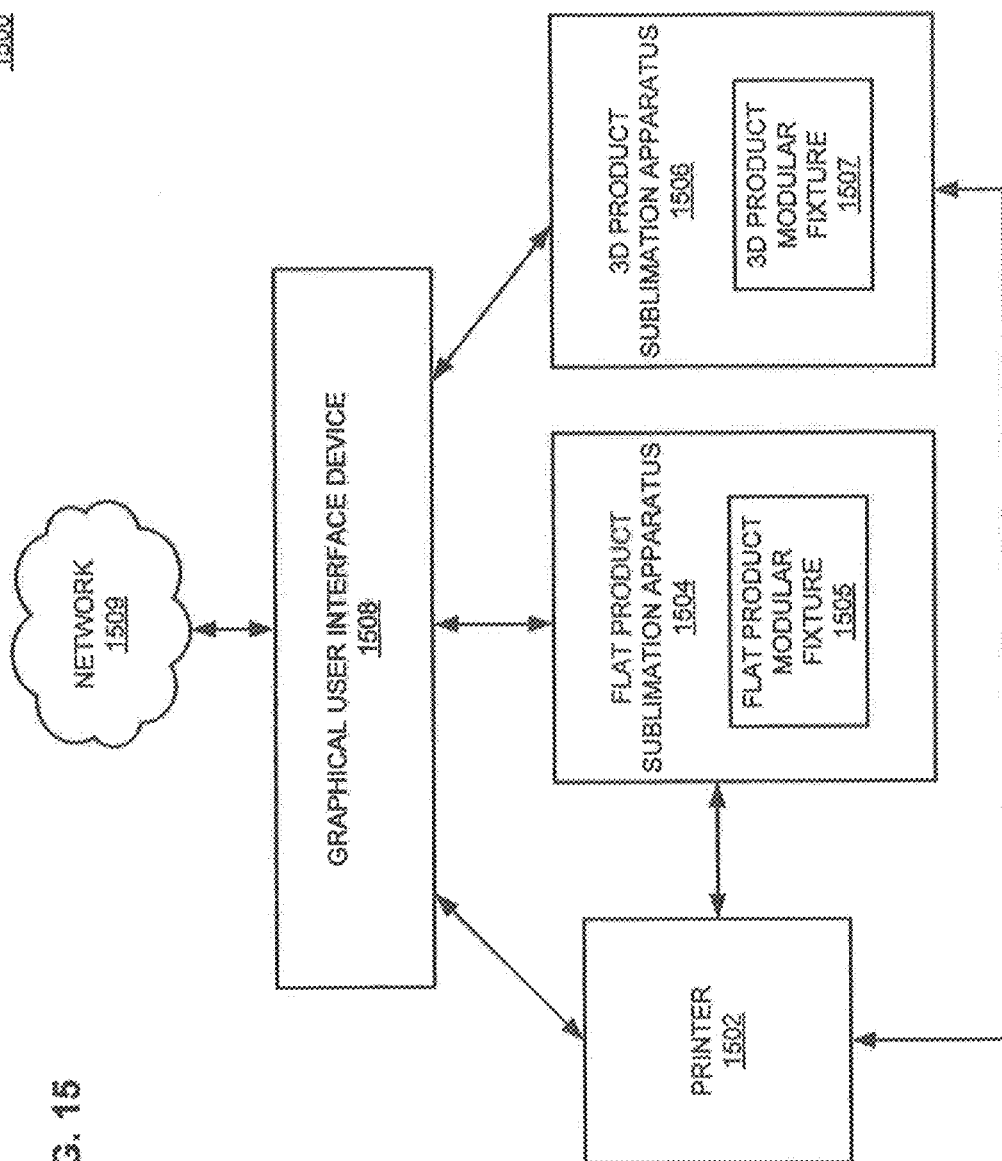 1500
NETWORK
1509
GRAPHICAL USER INTERFACE DEVICE
1508
PRINTER
1502
FLAT PRODUCT
SUBLIMATION APPARATUS
1504
FLAT PRODUCT
MODULAR
FIXTURE
1505
3D PRODUCT
SUBLIMATION APPARATUS
1506
3D PRODUCT
MODULAR
FIXTURE
1507
G. 15